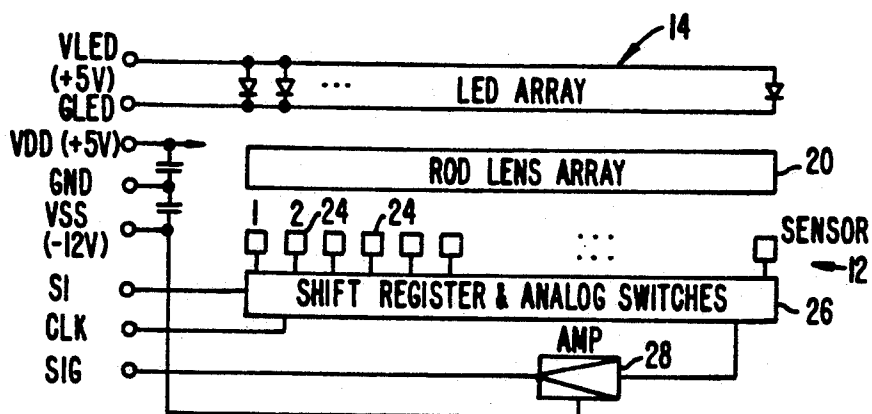 14
VLED
(+5V)
LED ARRAY
GLED
VDD (+5V)
ROD LENS ARRAY
20
GND
VSS
(-12V)
1 2 24 24
SENSOR
12
SI
SHIFT REGISTER & ANALOG SWITCHES
26
CLK
AMP
28
SIG